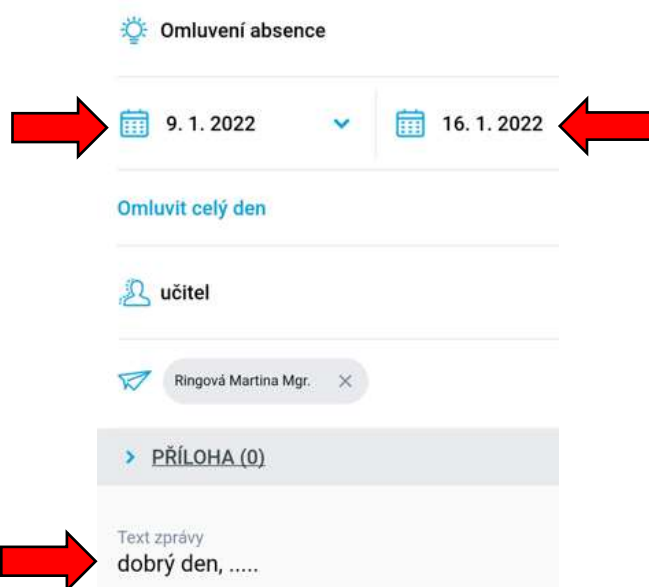 Omluvení absence
9. 1. 2022 16. 1. 2022
Omluvit celý den
učitel
Ringová Martina Mgr.
PŘÍLOHA (0)
Text zprávy
dobrý den, .....